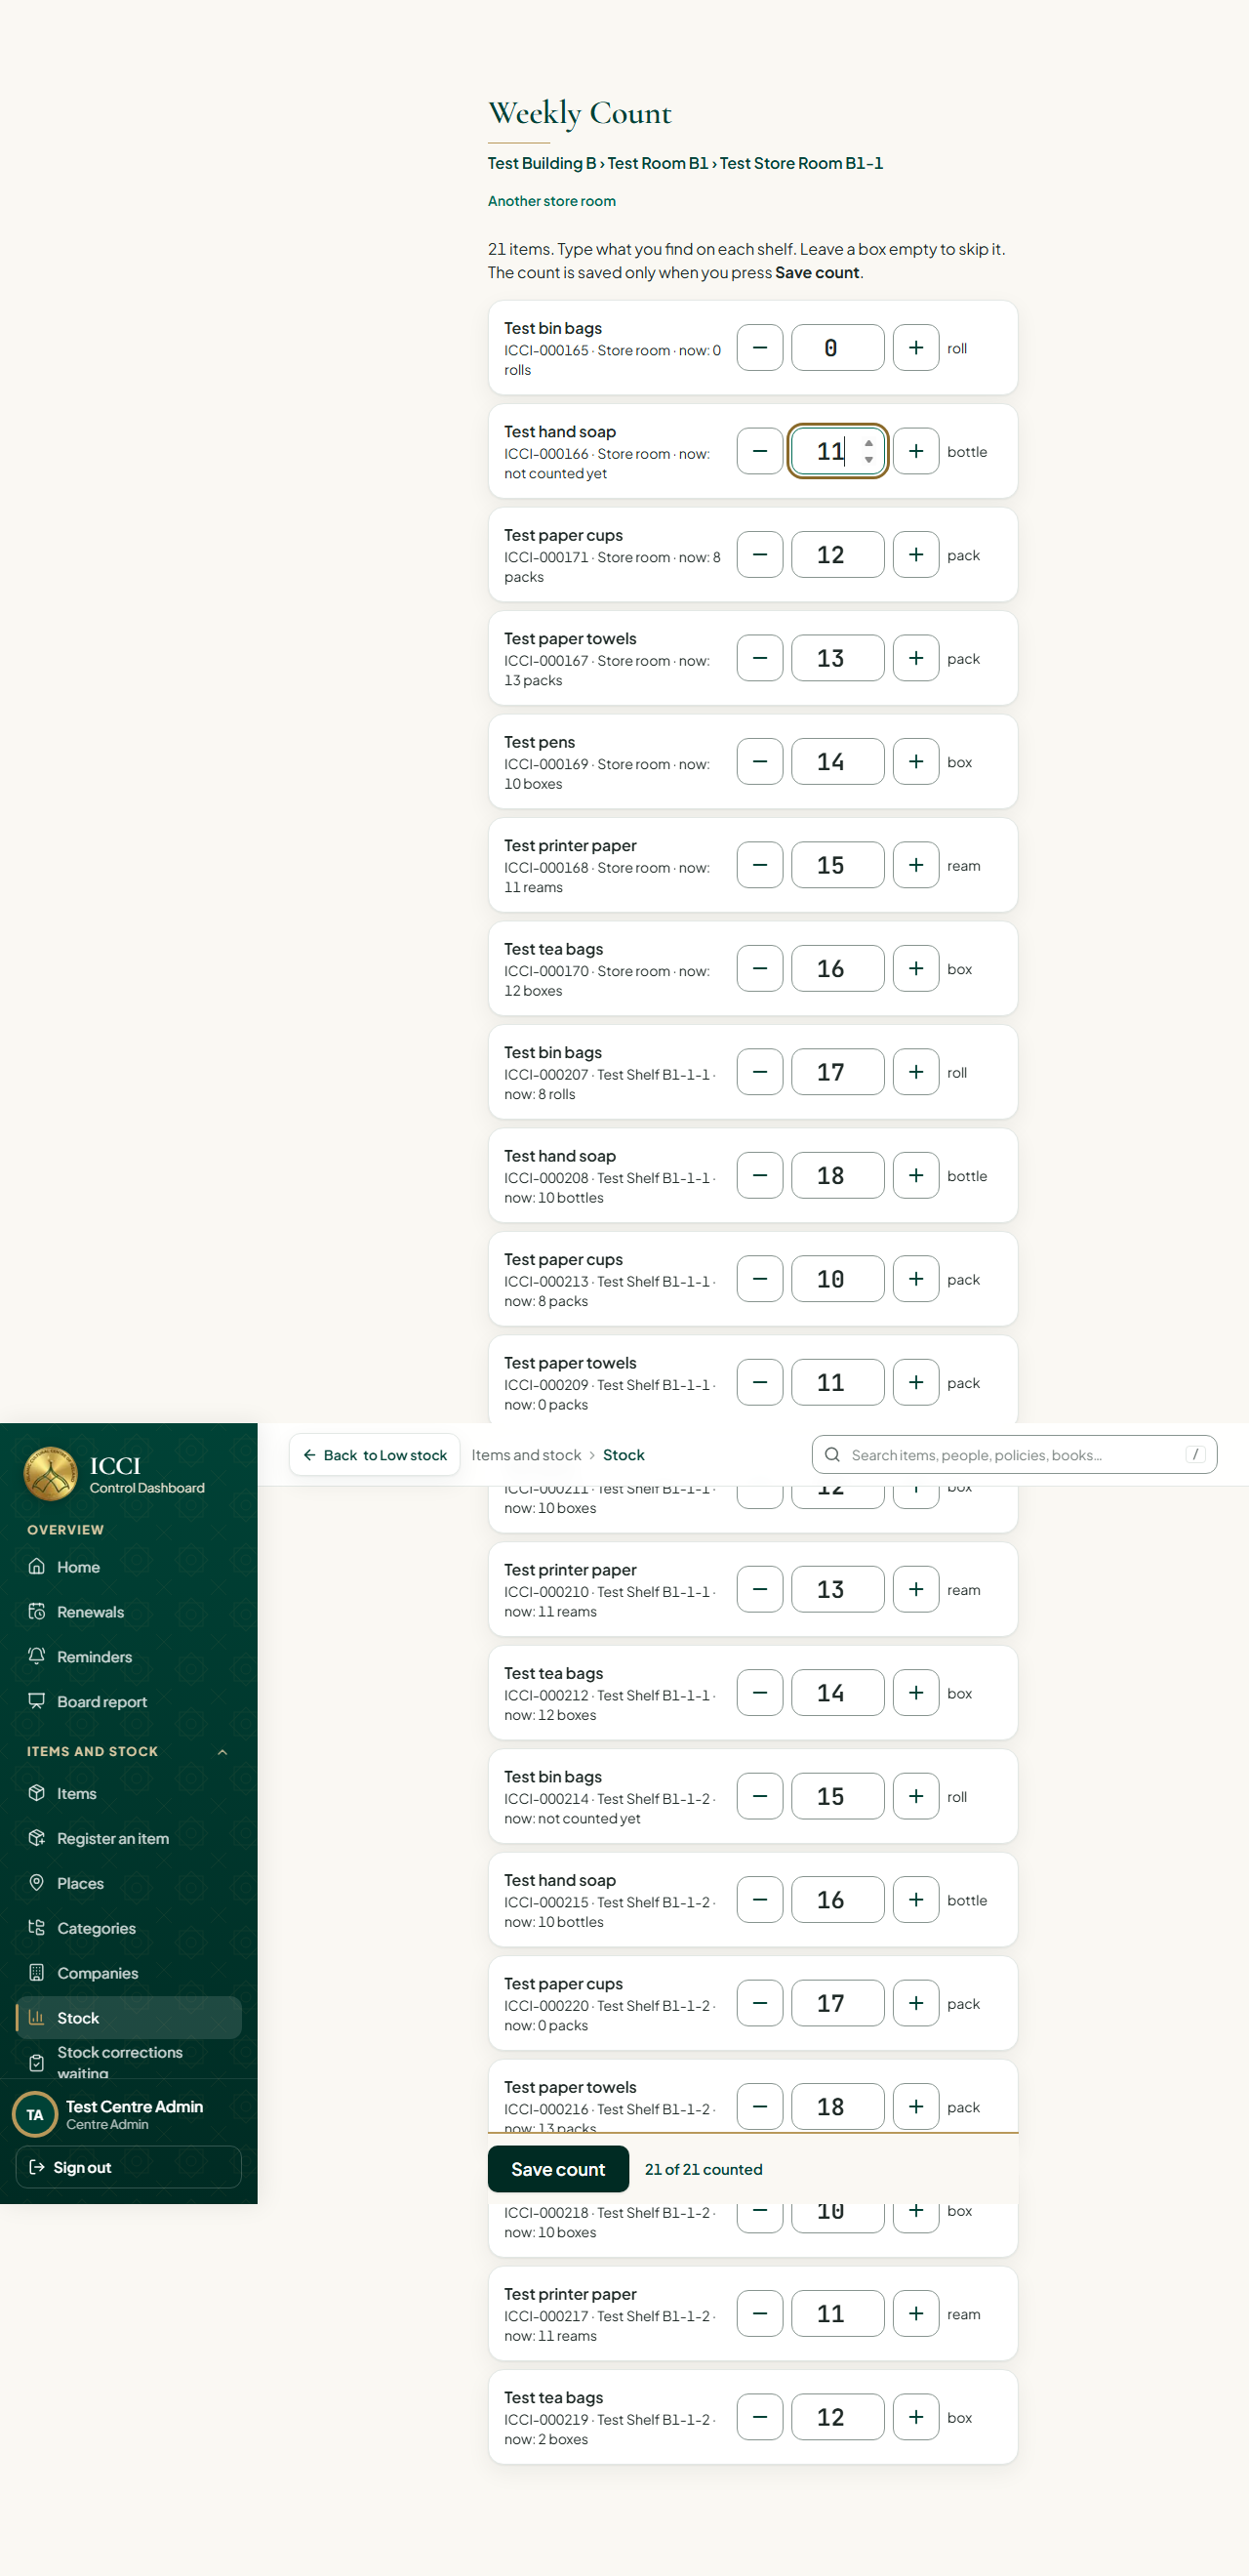 Weekly Count
Test Building B › Test Room B1 › Test Store Room B1-1
Another store room
21 items. Type what you find on each shelf. Leave a box empty to skip it.
The count is saved only when you press Save count.
Test bin bags
ICCI-000165 · Store room · now: 0
rolls
0
roll
Test hand soap
ICCI-000166 · Store room · now:
not counted yet
11
bottle
Test paper cups
ICCI-000171 · Store room · now: 8
packs
12
pack
Test paper towels
ICCI-000167 · Store room · now:
13 packs
13
pack
Test pens
ICCI-000169 · Store room · now:
10 boxes
14
box
Test printer paper
ICCI-000168 · Store room · now:
11 reams
15
ream
Test tea bags
ICCI-000170 · Store room · now:
12 boxes
16
box
Test bin bags
ICCI-000207 · Test Shelf B1-1-1 ·
now: 8 rolls
17
roll
Test hand soap
ICCI-000208 · Test Shelf B1-1-1 ·
now: 10 bottles
18
bottle
Test paper cups
ICCI-000213 · Test Shelf B1-1-1 ·
now: 8 packs
10
pack
Test paper towels
ICCI-000209 · Test Shelf B1-1-1 ·
now: 0 packs
11
pack
ICCI
Control Dashboard
Back to Low stock
Items and stock › Stock
Search items, people, policies, books...
/
ICCI-000211 · Test Shelf B1-1-1 ·
now: 10 boxes
12
box
OVERVIEW
Home
Renewals
Reminders
Board report
ITEMS AND STOCK
Items
Register an item
Places
Categories
Companies
Stock
Stock corrections
waiting
TA
Test Centre Admin
Centre Admin
Sign out
Test printer paper
ICCI-000210 · Test Shelf B1-1-1 ·
now: 11 reams
13
ream
Test tea bags
ICCI-000212 · Test Shelf B1-1-1 ·
now: 12 boxes
14
box
Test bin bags
ICCI-000214 · Test Shelf B1-1-2 ·
now: not counted yet
15
roll
Test hand soap
ICCI-000215 · Test Shelf B1-1-2 ·
now: 10 bottles
16
bottle
Test paper cups
ICCI-000220 · Test Shelf B1-1-2 ·
now: 0 packs
17
pack
Test paper towels
ICCI-000216 · Test Shelf B1-1-2 ·
now: 13 packs
18
pack
Save count
21 of 21 counted
ICCI-000218 · Test Shelf B1-1-2 ·
now: 10 boxes
10
box
Test printer paper
ICCI-000217 · Test Shelf B1-1-2 ·
now: 11 reams
11
ream
Test tea bags
ICCI-000219 · Test Shelf B1-1-2 ·
now: 2 boxes
12
box